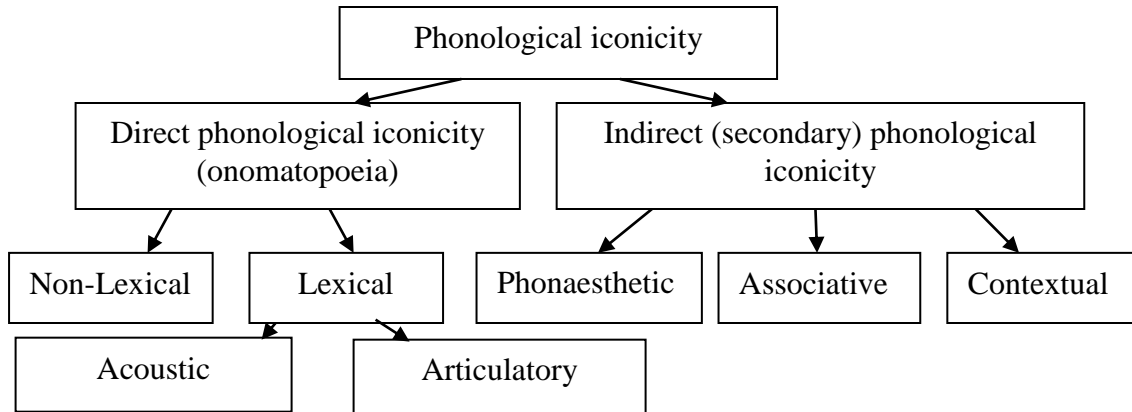 Phonological iconicity
Direct phonological iconicity
(onomatopoeia)
Indirect (secondary) phonological
iconicity
Non-Lexical
Lexical
Phonaesthetic
Associative
Contextual
Acoustic
Articulatory